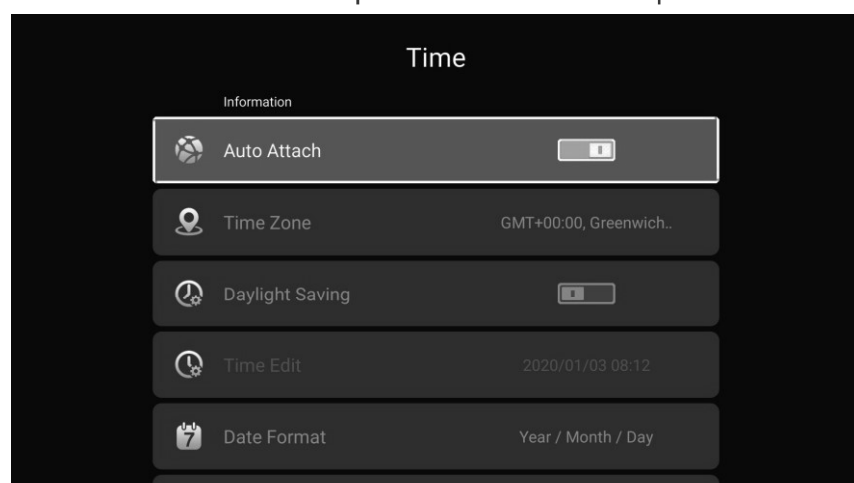 Time
Information
Auto Attach
Time Zone GMT+00:00, Greenwich..
Daylight Saving
Time Edit 2020/01/03 08:12
7
Date Format Year / Month / Day